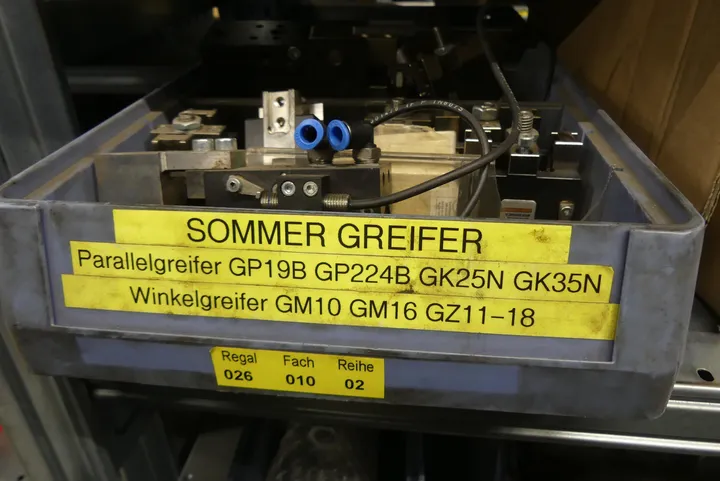 SOMMER GREIFER
Parallelgreifer GP19B GP224B GK25N GK35N
Winkelgreifer GM10 GM16 GZ11-18
Regal Fach Reihe
026 010 02